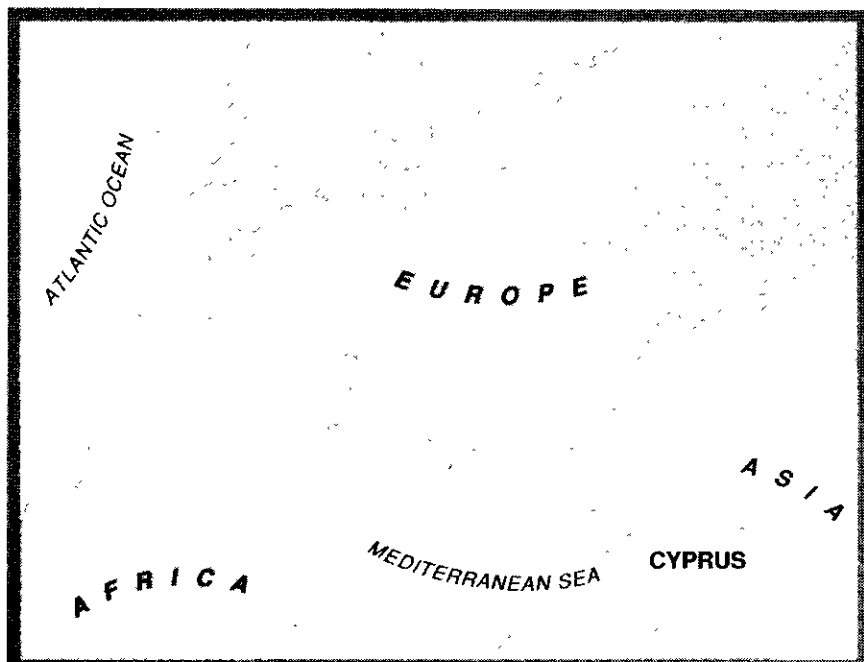 ATLANTIC OCEAN
EUROPE
ASIA
AFRICA
MEDITERRANEAN SEA
CYPRUS